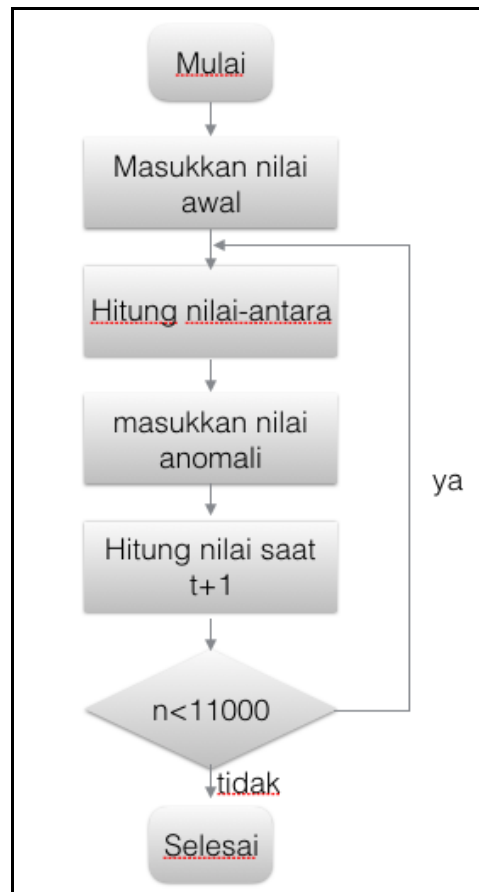 Mulai
Masukkan nilai
awal
Hitung nilai-antara
masukkan nilai
anomali
ya
Hitung nilai saat
t+1
n<11000
tidak
Selesai